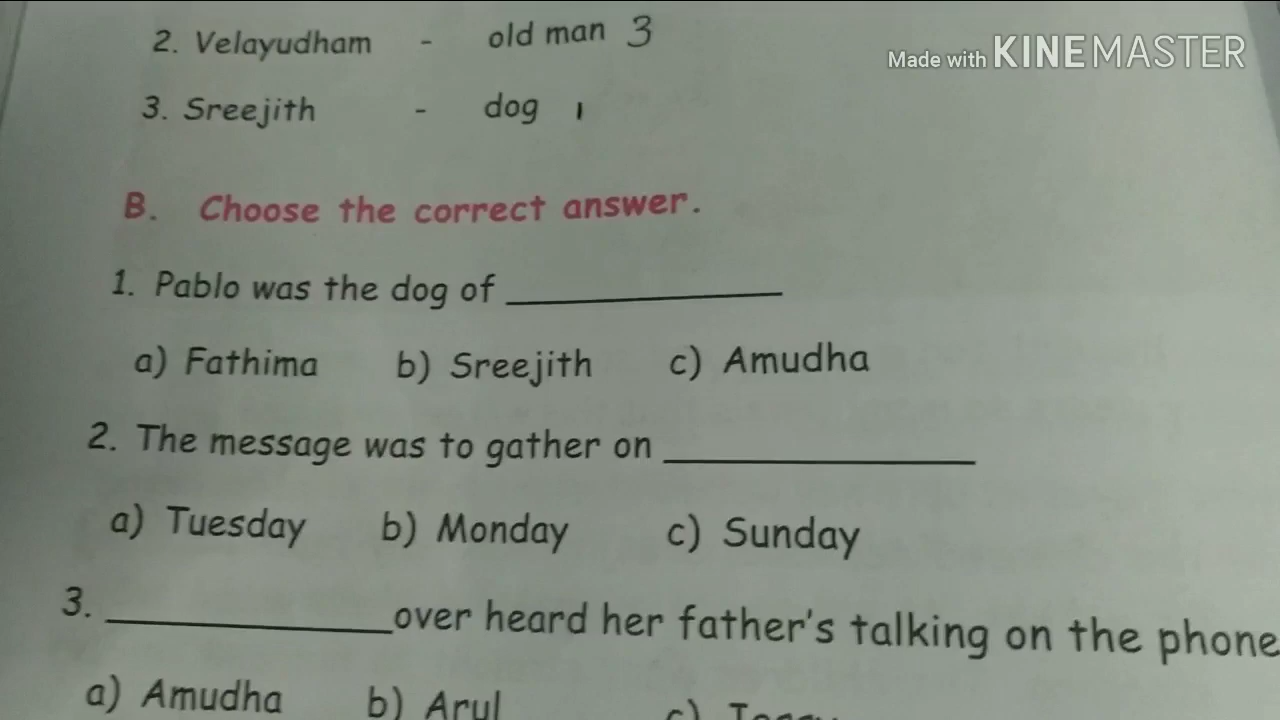 2. Velayudham - old man 3
Made with KINEMASTER
3. Sreejith - dog 1
B. Choose the correct answer.
1. Pablo was the dog of ____________
a) Fathima b) Sreejith c) Amudha
2. The message was to gather on ____________
a) Tuesday b) Monday c) Sunday
3. ____________ over heard her father's talking on the phone
a) Amudha b) Arul c)